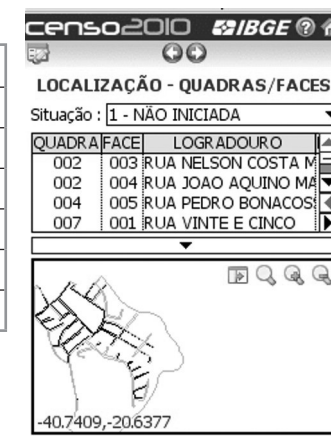 censo2010 IBGE
LOCALIZAÇÃO - QUADRAS/FACES
Situação : 1 - NÃO INICIADA
QUADRA FACE LOGRADOURO
002 003 RUA NELSON COSTA M
002 004 RUA JOAO AQUINO MA
004 005 RUA PEDRO BONACOS
007 001 RUA VINTE E CINCO
-40.7409,-20.6377